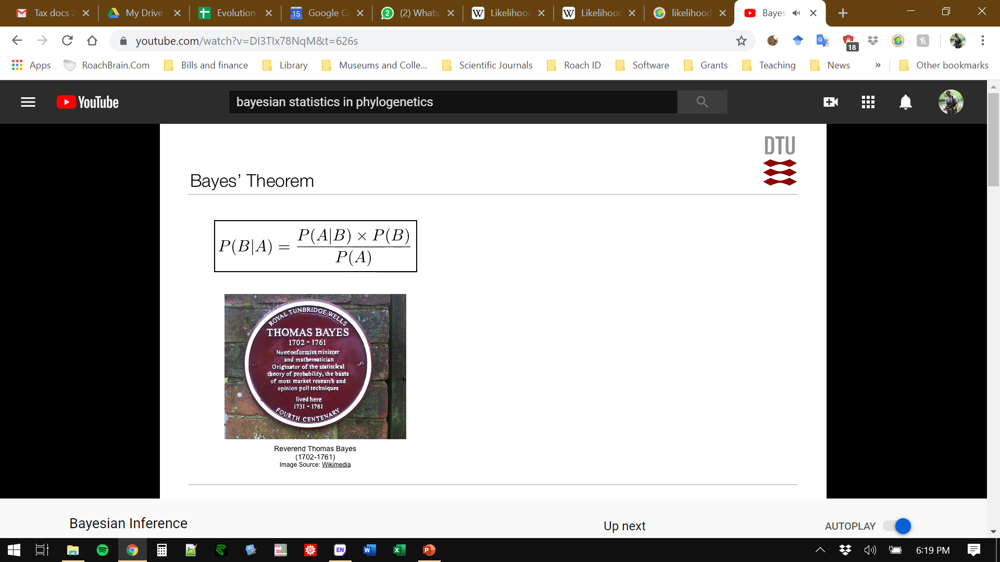 Tax docs 2
My Drive
Evolution
15
Google Ca
2
(2) Whats
W
Likelihood
W
Likelihood
likelihood
Bayes
youtube.com/watch?v=DI3TIx78NqM&t=626s
18
Apps
RoachBrain.Com
Bills and finance
Library
Museums and Colle...
Scientific Journals
Roach ID
Software
Grants
Teaching
News
»
Other bookmarks
YouTube
bayesian statistics in phylogenetics
DTU
Bayes’ Theorem
P(B|A) = P(A|B) × P(B)
P(A)
ROYAL TUNBRIDGE WELLS
THOMAS BAYES
1702 - 1761
Nonconformist minister
and mathematician
Originator of the statistical
theory of probability, the basis
of most market research and
opinion poll techniques
lived here
1731 - 1761
FOURTH CENTENARY
Reverend Thomas Bayes
(1702-1761)
Image Source: Wikimedia
Bayesian Inference
Up next
AUTOPLAY
EN
W
X
P
6:19 PM